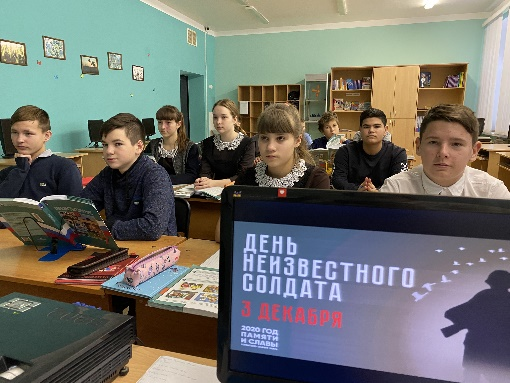 ДЕНЬ
НЕИЗВЕСТНОГО
СОЛДАТА
3 ДЕКАБРЯ
2020 ГОД
ПАМЯТИ
И СЛАВЫ